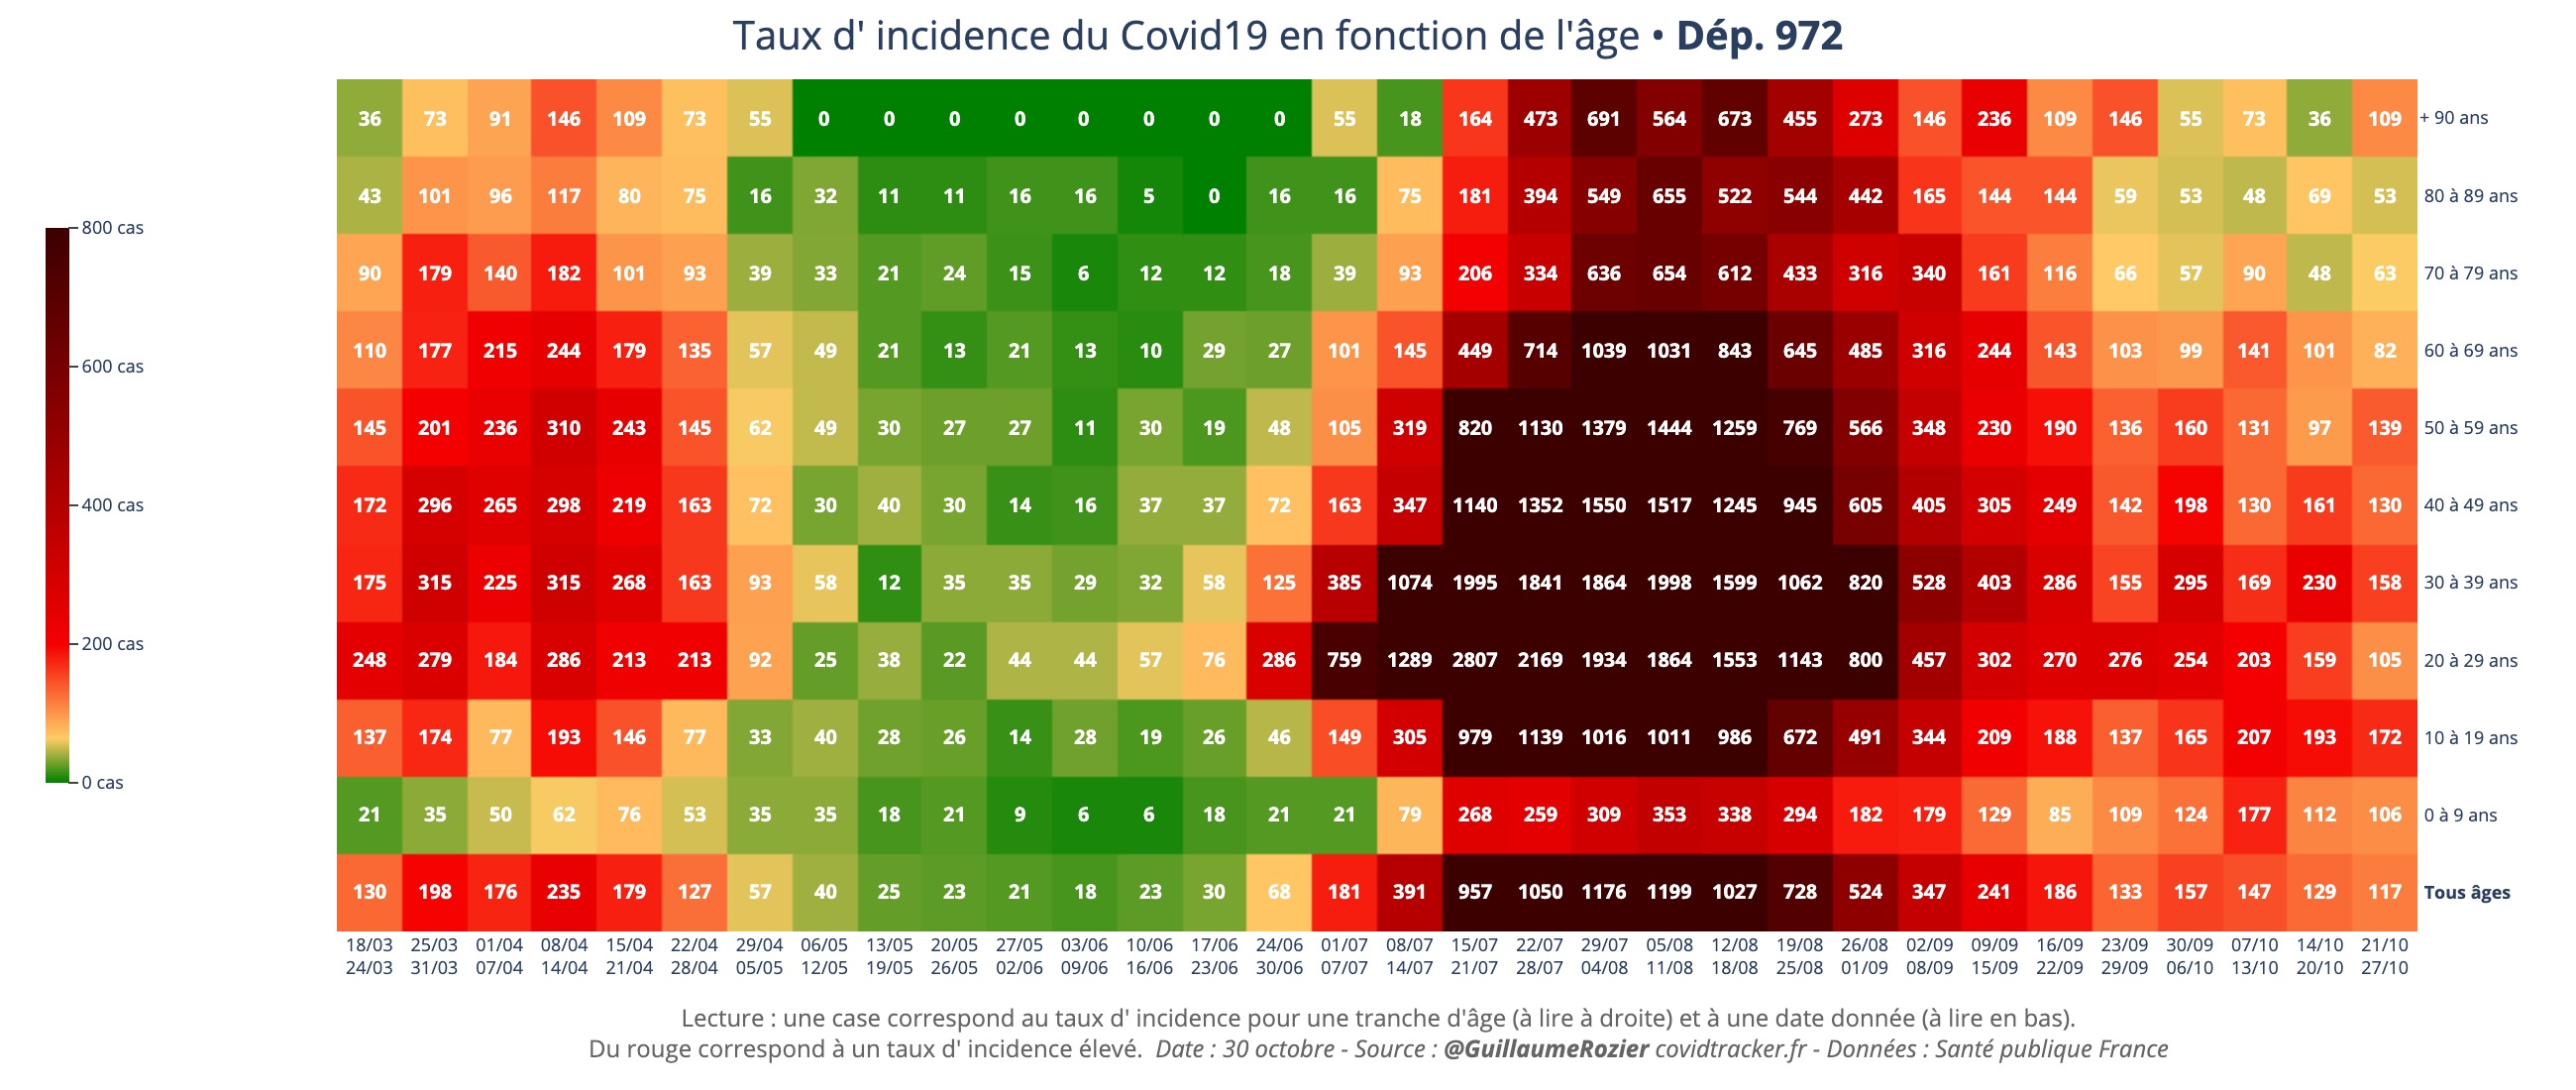 Taux d' incidence du Covid19 en fonction de l'âge • Dép. 972
36 73 91 146 109 73 55 0 0 0 0 0 0 0 0 55 18 164 473 691 564 673 455 273 146 236 109 146 55 73 36 109 + 90 ans
43 101 96 117 80 75 16 32 11 11 16 16 5 0 16 16 75 181 394 549 655 522 544 442 165 144 144 59 53 48 69 53 80 à 89 ans
90 179 140 182 101 93 39 33 21 24 15 6 12 12 18 39 93 206 334 636 654 612 433 316 340 161 116 66 57 90 48 63 70 à 79 ans
110 177 215 244 179 135 57 49 21 13 21 13 10 29 27 101 145 449 714 1039 1031 843 645 485 316 244 143 103 99 141 101 82 60 à 69 ans
145 201 236 310 243 145 62 49 30 27 27 11 30 19 48 105 319 820 1130 1379 1444 1259 769 566 348 230 190 136 160 131 97 139 50 à 59 ans
172 296 265 298 219 163 72 30 40 30 14 16 37 37 72 163 347 1140 1352 1550 1517 1245 945 605 405 305 249 142 198 130 161 130 40 à 49 ans
175 315 225 315 268 163 93 58 12 35 35 29 32 58 125 385 1074 1995 1841 1864 1998 1599 1062 820 528 403 286 155 295 169 230 158 30 à 39 ans
248 279 184 286 213 213 92 25 38 22 44 44 57 76 286 759 1289 2807 2169 1934 1864 1553 1143 800 457 302 270 276 254 203 159 105 20 à 29 ans
137 174 77 193 146 77 33 40 28 26 14 28 19 26 46 149 305 979 1139 1016 1011 986 672 491 344 209 188 137 165 207 193 172 10 à 19 ans
21 35 50 62 76 53 35 35 18 21 9 6 6 18 21 21 79 268 259 309 353 338 294 182 179 129 85 109 124 177 112 106 0 à 9 ans
130 198 176 235 179 127 57 40 25 23 21 18 23 30 68 181 391 957 1050 1176 1199 1027 728 524 347 241 186 133 157 147 129 117 Tous âges
18/03 25/03 01/04 08/04 15/04 22/04 29/04 06/05 13/05 20/05 27/05 03/06 10/06 17/06 24/06 01/07 08/07 15/07 22/07 29/07 05/08 12/08 19/08 26/08 02/09 09/09 16/09 23/09 30/09 07/10 14/10 21/10
24/03 31/03 07/04 14/04 21/04 28/04 05/05 12/05 19/05 26/05 02/06 09/06 16/06 23/06 30/06 07/07 14/07 21/07 28/07 04/08 11/08 18/08 25/08 01/09 08/09 15/09 22/09 29/09 06/10 13/10 20/10 27/10
800 cas
600 cas
400 cas
200 cas
0 cas
Lecture : une case correspond au taux d' incidence pour une tranche d'âge (à lire à droite) et à une date donnée (à lire en bas).
Du rouge correspond à un taux d' incidence élevé. Date : 30 octobre - Source : @GuillaumeRozier covidtracker.fr - Données : Santé publique France